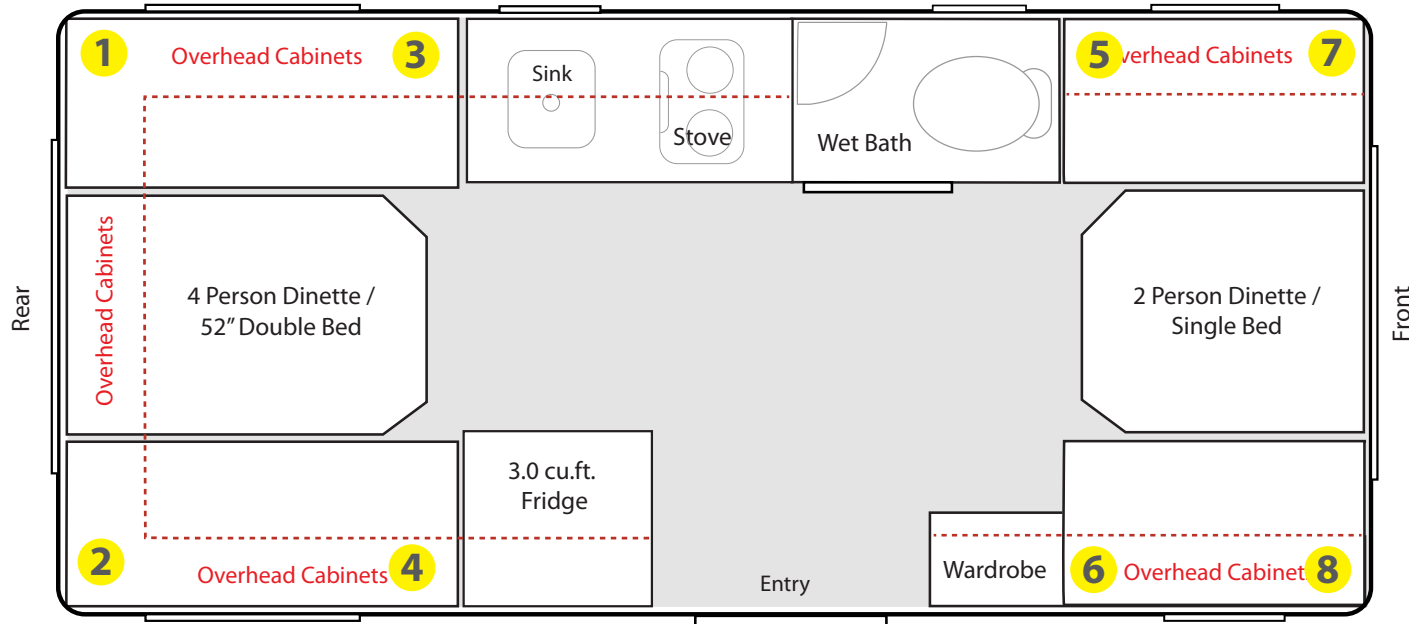 1
Overhead Cabinets
3
Sink
Stove
Wet Bath
5
verhead Cabinets
7
Rear
Overhead Cabinets
4 Person Dinette /
52” Double Bed
2 Person Dinette /
Single Bed
Front
3.0 cu.ft.
Fridge
2
Overhead Cabinets
4
Entry
Wardrobe
6
Overhead Cabinet
8